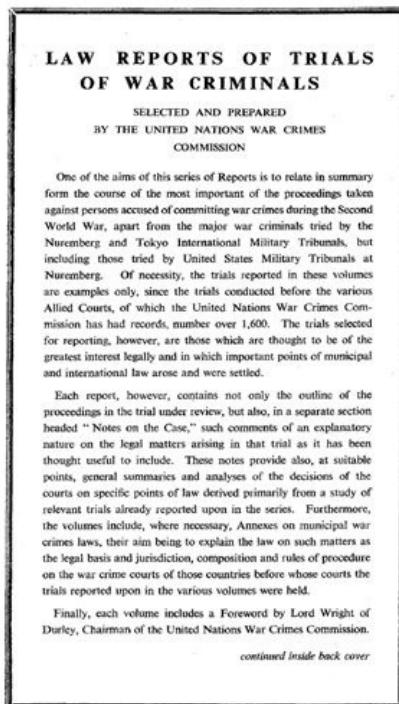 LAW REPORTS OF TRIALS
OF WAR CRIMINALS
SELECTED AND PREPARED
BY THE UNITED NATIONS WAR CRIMES
COMMISSION
One of the aims of this series of Reports is to relate in summary
form the course of the most important of the proceedings taken
against persons accused of committing war crimes during the Second
World War, apart from the major war criminals tried by the
Nuremberg and Tokyo International Military Tribunals, but
including those tried by United States Military Tribunals at
Nuremberg. Of necessity, the trials reported in these volumes
are examples only, since the trials conducted before the various
Allied Courts, of which the United Nations War Crimes Com-
mission has had records, number over 1,600. The trials selected
for reporting, however, are those which are thought to be of the
greatest interest legally and in which important points of municipal
and international law arose and were settled.
Each report, however, contains not only the outline of the
proceedings in the trial under review, but also, in a separate section
headed " Notes on the Case," such comments of an explanatory
nature on the legal matters arising in that trial as it has been
thought useful to include. These notes provide also, at suitable
points, general summaries and analyses of the decisions of the
courts on specific points of law derived primarily from a study of
relevant trials already reported upon in the series. Furthermore,
the volumes include, where necessary, Annexes on municipal war
crimes laws, their aim being to explain the law on such matters as
the legal basis and jurisdiction, composition and rules of procedure
on the war crime courts of those countries before whose courts the
trials reported upon in the various volumes were held.
Finally, each volume includes a Foreword by Lord Wright of
Durley, Chairman of the United Nations War Crimes Commission.
continued inside back cover